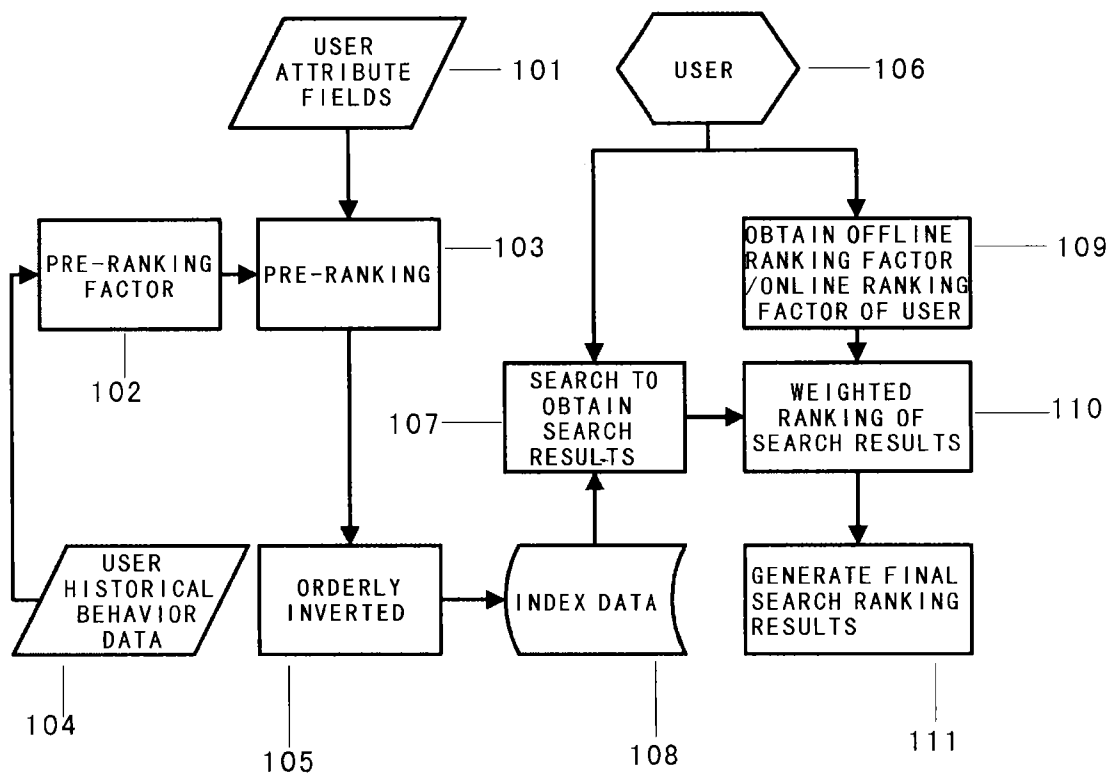 USER
ATTRIBUTE
FIELDS
101
USER
106
PRE-RANKING
FACTOR
102
PRE-RANKING
103
OBTAIN OFFLINE
RANKING FACTOR
/ONLINE RANKING
FACTOR OF USER
109
SEARCH TO
OBTAIN
SEARCH
RESULTS
107
WEIGHTED
RANKING OF
SEARCH RESULTS
110
USER
HISTORICAL
BEHAVIOR
DATA
104
ORDERLY
INVERTED
105
INDEX DATA
108
GENERATE FINAL
SEARCH RANKING
RESULTS
111